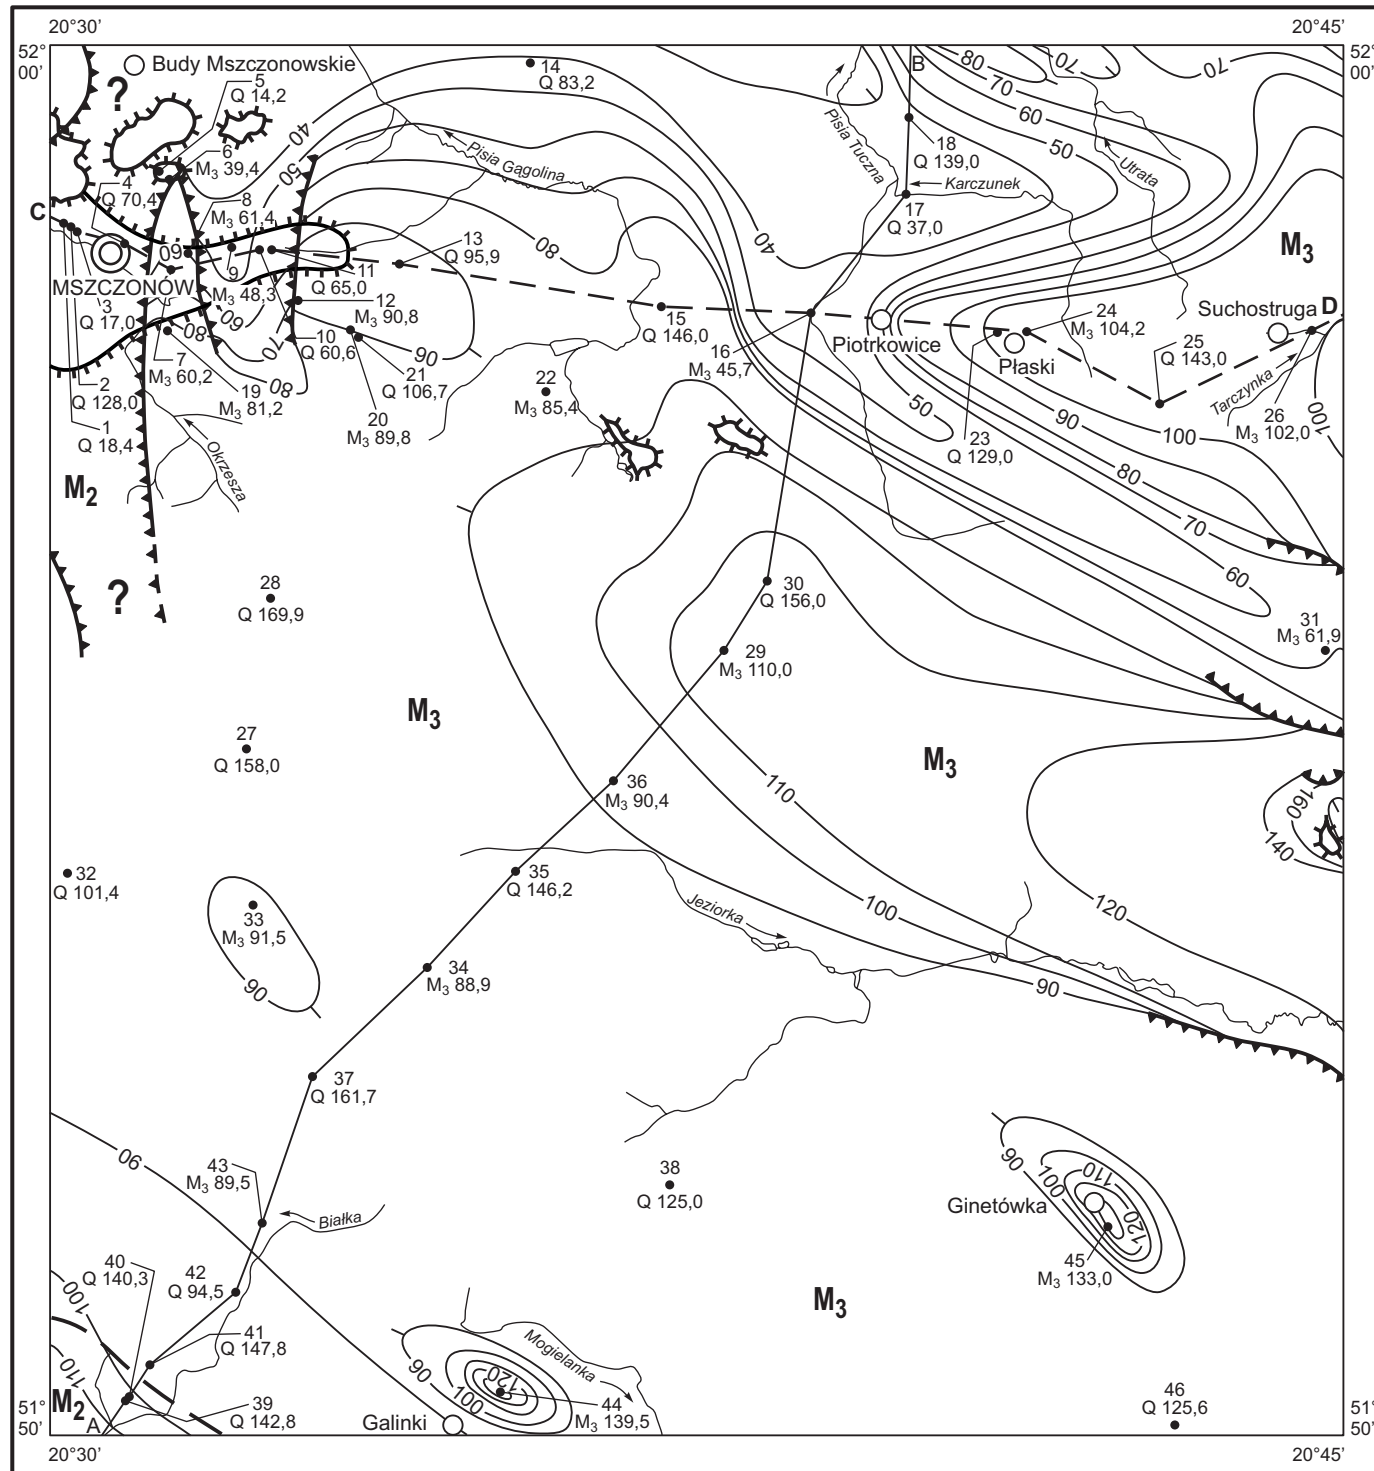 20°30’
20°45’
52°
00’
52°
00’
Budy Mszczonowskie
?
5
Q 14,2
14
Q 83,2
B
80
70
60
50
70
70
40
50
Pisia Gągolina
Pisia Tuczna
18
Q 139,0
Utrata
6
M3 39,4
4
Q 70,4
8
M3 61,4
Karczunek
17
Q 37,0
C
60
80
40
M3
13
Q 95,9
9
M3 48,3
11
Q 65,0
MSZCZONÓW
3
Q 17,0
60
12
M3 90,8
15
Q 146,0
16
M3 45,7
Piotrkowice
24
M3 104,2
Płaski
Suchostruga
D
25
Q 143,0
80
70
10
Q 60,6
90
7
M3 60,2
21
Q 106,7
2
Q 128,0
19
M3 81,2
80
20
M3 89,8
22
M3 85,4
50
90
Tarczynka
26
M3 102,0
100
1
Q 18,4
23
Q 129,0
100
Okrzesza
M2
80
70
60
?
28
Q 169,9
30
Q 156,0
31
M3 61,9
29
M3 110,0
M3
27
Q 158,0
M3
36
M3 90,4
110
160
140
32
Q 101,4
35
Q 146,2
33
M3 91,5
Jeziorka
100
120
34
M3 88,9
90
90
37
Q 161,7
90
43
M3 89,5
38
Q 125,0
90
100
110
120
Ginetówka
Białka
40
Q 140,3
42
Q 94,5
45
M3 133,0
100
M3
41
Q 147,8
Mogielanka
110
90
120
100
M2
39
Q 142,8
A
Galinki
44
M3 139,5
46
Q 125,6
51°
50’
51°
50’
20°30’
20°45’